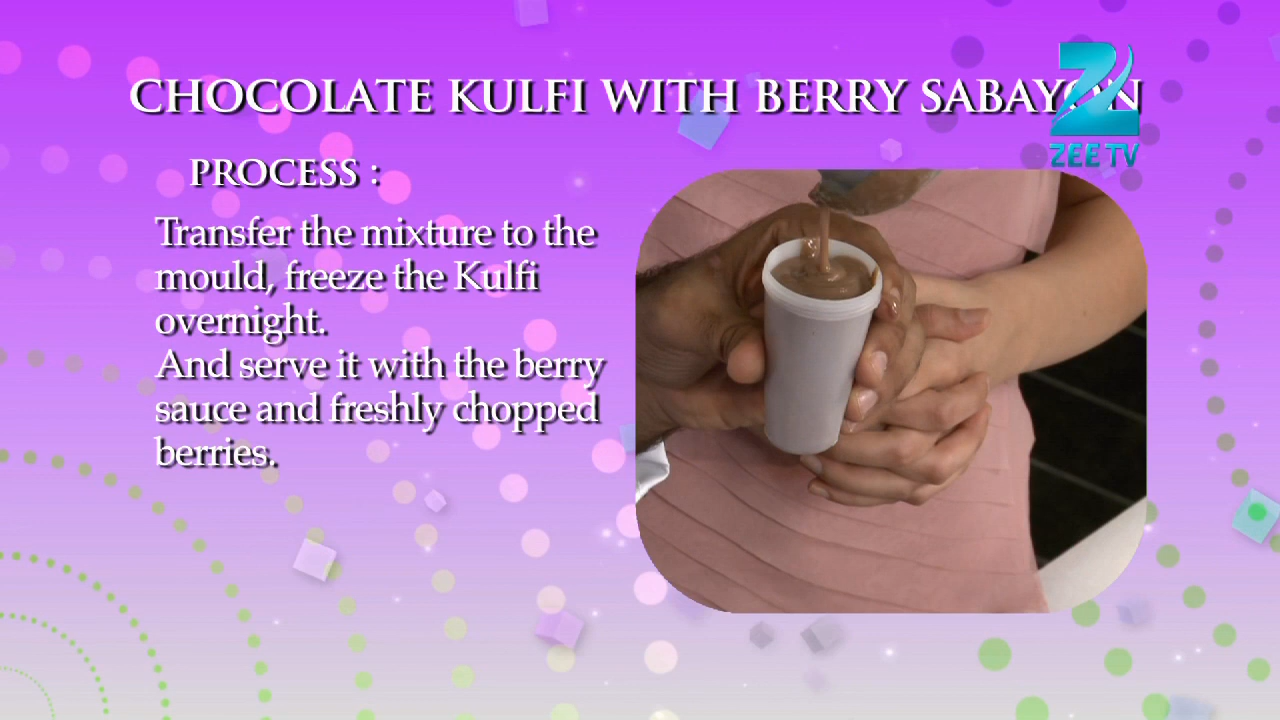 CHOCOLATE KULFI WITH BERRY SABAYON
ZEE TV
PROCESS :
Transfer the mixture to the
mould, freeze the Kulfi
overnight.
And serve it with the berry
sauce and freshly chopped
berries.